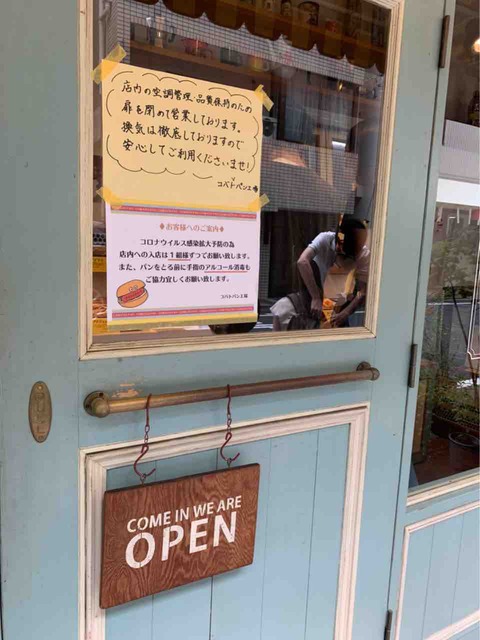 店内の空調管理・品質保持のため
扉を閉めて営業しております。
換気は徹底しておりますので
安心してご利用くださいませ!
コバトパン工場
お客様へのご案内
コロナウイルス感染拡大予防の為
店内への入店は１組様ずつでお願い致します。
また、パンをとる前に手指のアルコール消毒も
ご協力宜しくお願い致します。
コバトパン工場
COME IN WE ARE
OPEN